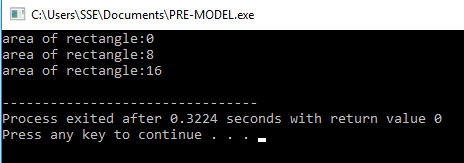 C:\Users\SSE\Documents\PRE-MODEL.exe
area of rectangle:0
area of rectangle:8
area of rectangle:16
--------------------------------
Process exited after 0.3224 seconds with return value 0
Press any key to continue . . .